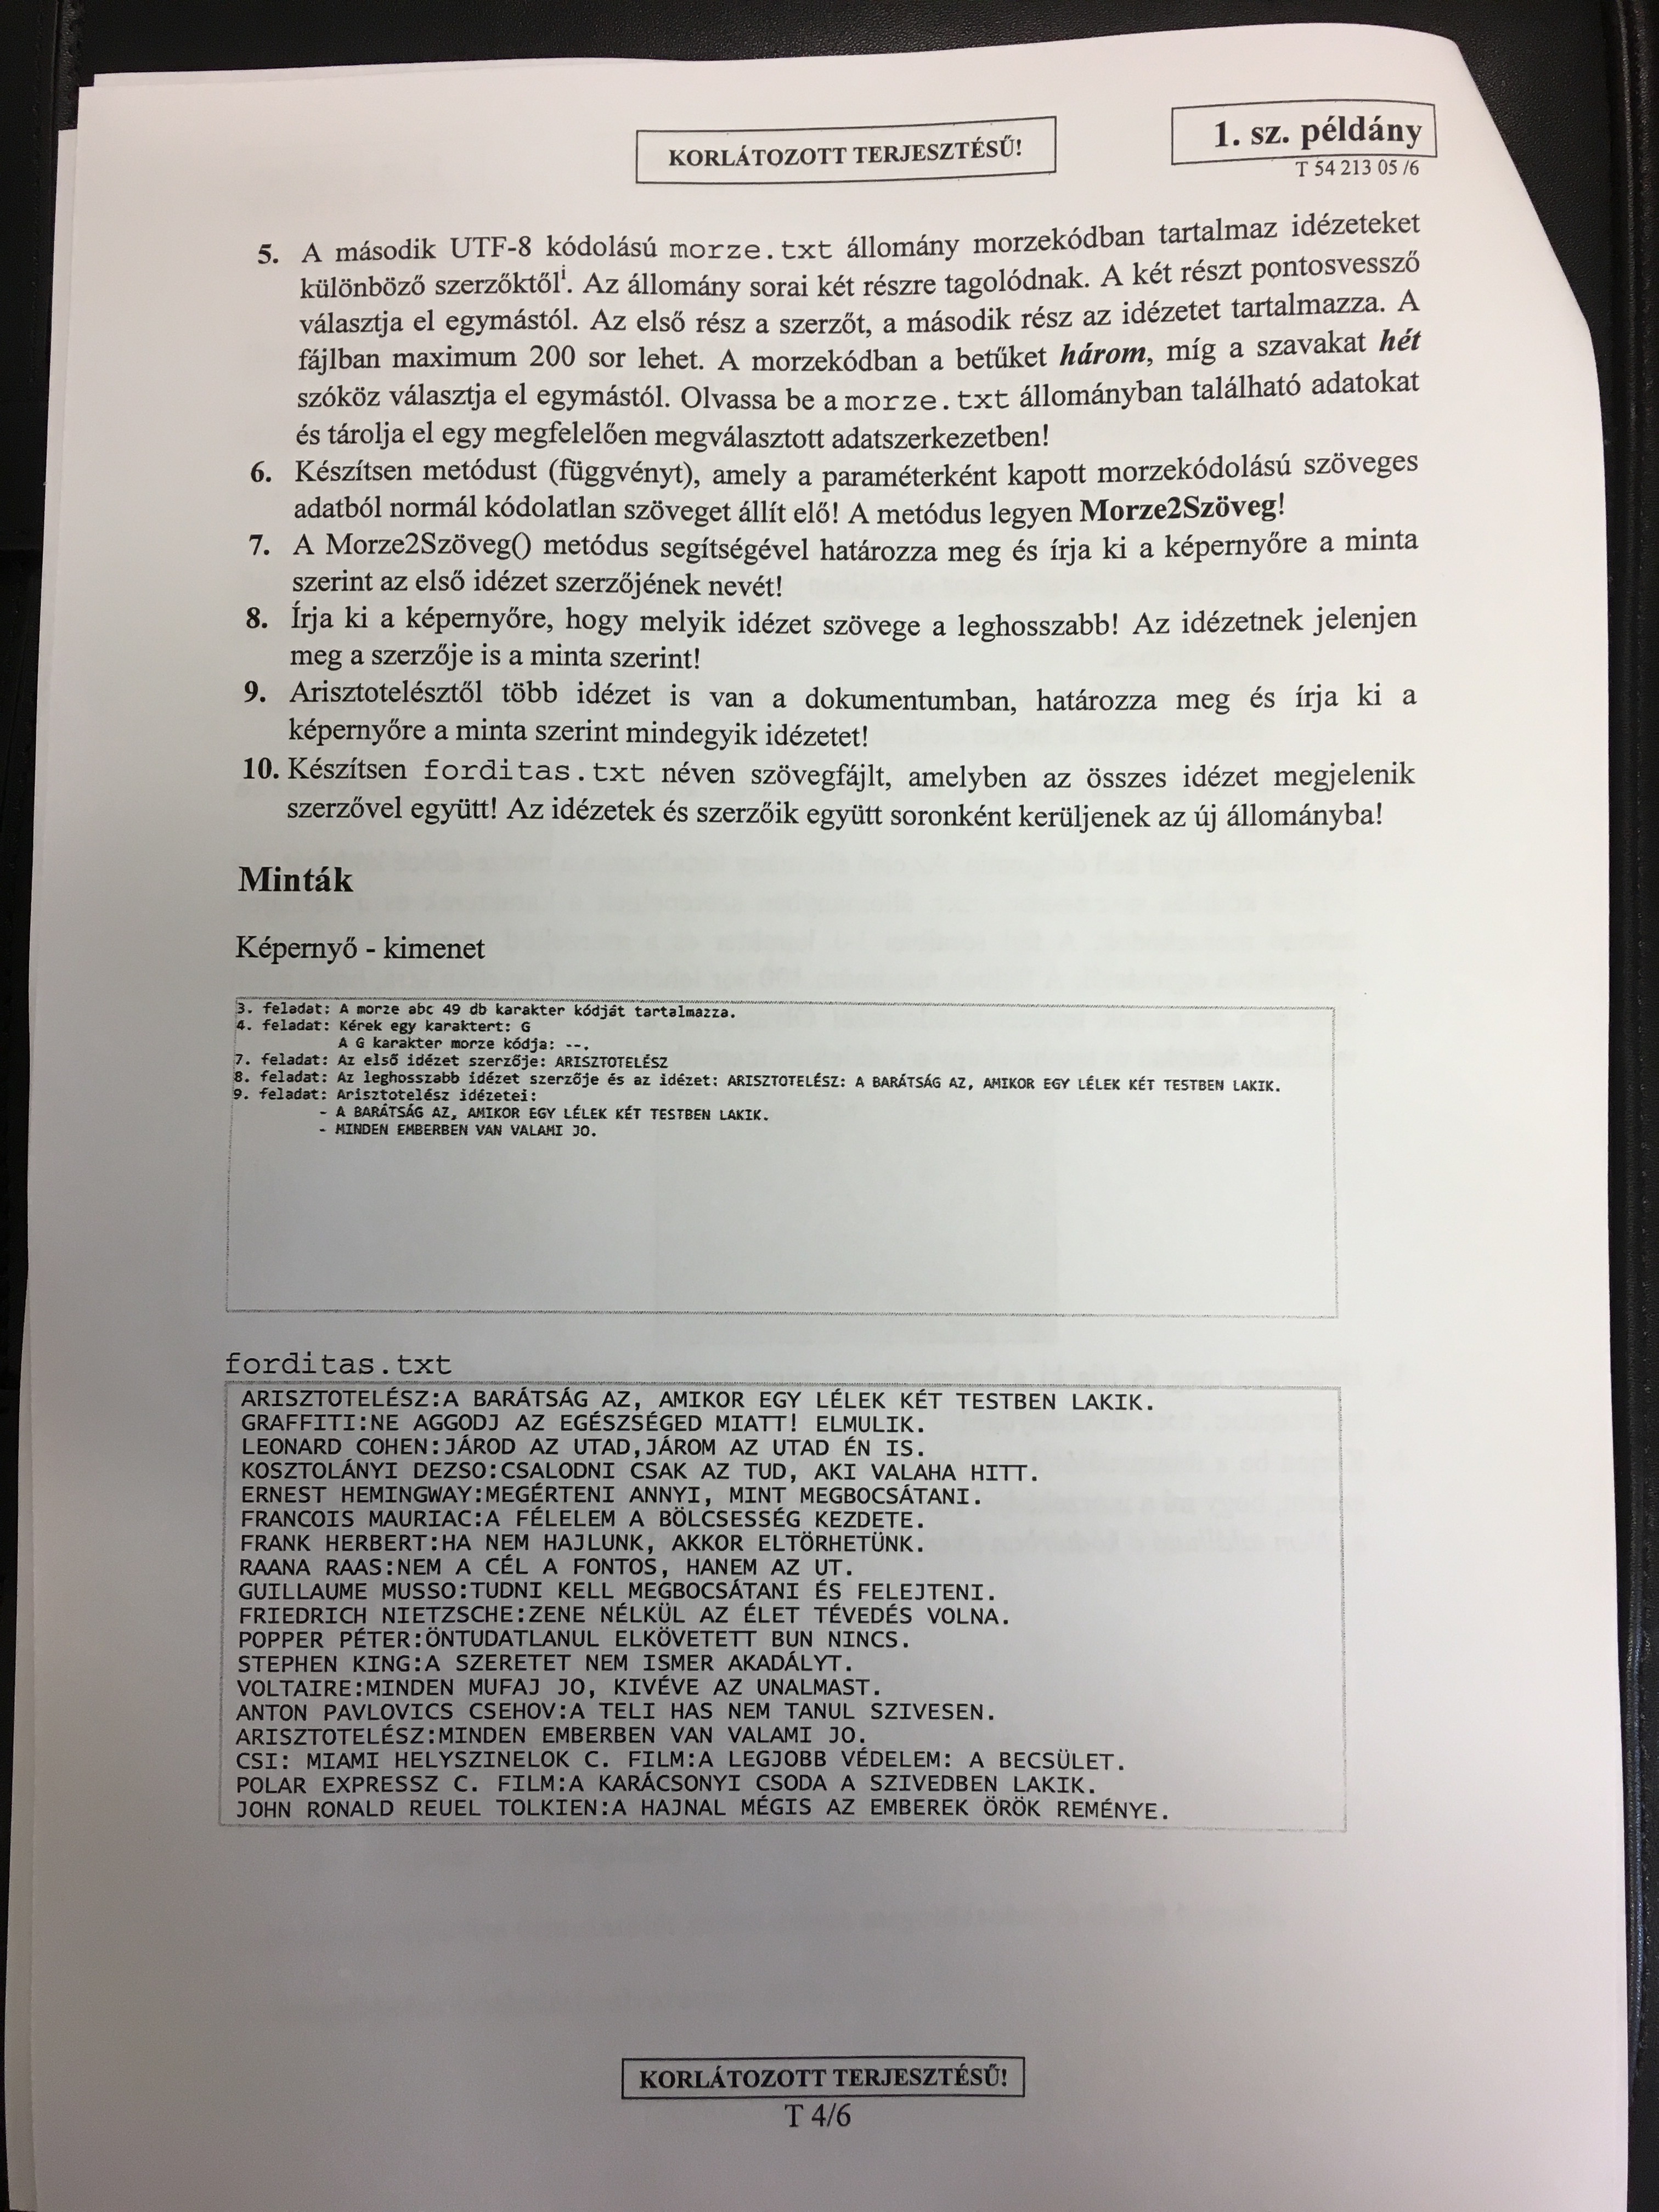 KORLÁTOZOTT TERJESZTÉSŰ!
1. sz. példány
T 54 213 05 /6
5. A második UTF-8 kódolású morze.txt állomány morzekódban tartalmaz idézeteket
különböző szerzőktőlⁱ. Az állomány sorai két részre tagolódnak. A két részt pontosvessző
választja el egymástól. Az első rész a szerzőt, a második rész az idézetet tartalmazza. A
fájlban maximum 200 sor lehet. A morzekódban a betűket három, míg a szavakat hét
szóköz választja el egymástól. Olvassa be a morze.txt állományban található adatokat
és tárolja el egy megfelelően megválasztott adatszerkezetben!
6. Készítsen metódust (függvényt), amely a paraméterként kapott morzekódolású szöveges
adatból normál kódolatlan szöveget állít elő! A metódus legyen Morze2Szöveg!
7. A Morze2Szöveg() metódus segítségével határozza meg és írja ki a képernyőre a minta
szerint az első idézet szerzőjének nevét!
8. Írja ki a képernyőre, hogy melyik idézet szövege a leghosszabb! Az idézetnek jelenjen
meg a szerzője is a minta szerint!
9. Arisztotelésztől több idézet is van a dokumentumban, határozza meg és írja ki a
képernyőre a minta szerint mindegyik idézetet!
10. Készítsen forditas.txt néven szövegfájlt, amelyben az összes idézet megjelenik
szerzővel együtt! Az idézetek és szerzőik együtt soronként kerüljenek az új állományba!
Minták
Képernyő - kimenet
3. feladat: A morze abc 49 db karakter kódját tartalmazza.
4. feladat: Kérek egy karaktert: G
A G karakter morze kódja: --.
7. feladat: Az első idézet szerzője: ARISZTOTELÉSZ
8. feladat: Az leghosszabb idézet szerzője és az idézet: ARISZTOTELÉSZ: A BARÁTSÁG AZ, AMIKOR EGY LÉLEK KÉT TESTBEN LAKIK.
9. feladat: Arisztotelész idézetei:
- A BARÁTSÁG AZ, AMIKOR EGY LÉLEK KÉT TESTBEN LAKIK.
- MINDEN EMBERBEN VAN VALAMI JO.
forditas.txt
ARISZTOTELÉSZ:A BARÁTSÁG AZ, AMIKOR EGY LÉLEK KÉT TESTBEN LAKIK.
GRAFFITI:NE AGGODJ AZ EGÉSZSÉGED MIATT! ELMULIK.
LEONARD COHEN:JÁROD AZ UTAD,JÁROM AZ UTAD ÉN IS.
KOSZTOLÁNYI DEZSO:CSALODNI CSAK AZ TUD, AKI VALAHA HITT.
ERNEST HEMINGWAY:MEGÉRTENI ANNYI, MINT MEGBOCSÁTANI.
FRANCOIS MAURIAC:A FÉLELEM A BÖLCSESSÉG KEZDETE.
FRANK HERBERT:HA NEM HAJLUNK, AKKOR ELTÖRHETÜNK.
RAANA RAAS:NEM A CÉL A FONTOS, HANEM AZ UT.
GUILLAUME MUSSO:TUDNI KELL MEGBOCSÁTANI ÉS FELEJTENI.
FRIEDRICH NIETZSCHE:ZENE NÉLKÜL AZ ÉLET TÉVEDÉS VOLNA.
POPPER PÉTER:ÖNTUDATLANUL ELKÖVETETT BUN NINCS.
STEPHEN KING:A SZERETET NEM ISMER AKADÁLYT.
VOLTAIRE:MINDEN MUFAJ JO, KIVÉVE AZ UNALMAST.
ANTON PAVLOVICS CSEHOV:A TELI HAS NEM TANUL SZIVESEN.
ARISZTOTELÉSZ:MINDEN EMBERBEN VAN VALAMI JO.
CSI: MIAMI HELYSZINELOK C. FILM:A LEGJOBB VÉDELEM: A BECSÜLET.
POLAR EXPRESSZ C. FILM:A KARÁCSONYI CSODA A SZIVEDBEN LAKIK.
JOHN RONALD REUEL TOLKIEN:A HAJNAL MÉGIS AZ EMBEREK ÖRÖK REMÉNYE.
KORLÁTOZOTT TERJESZTÉSŰ!
T 4/6